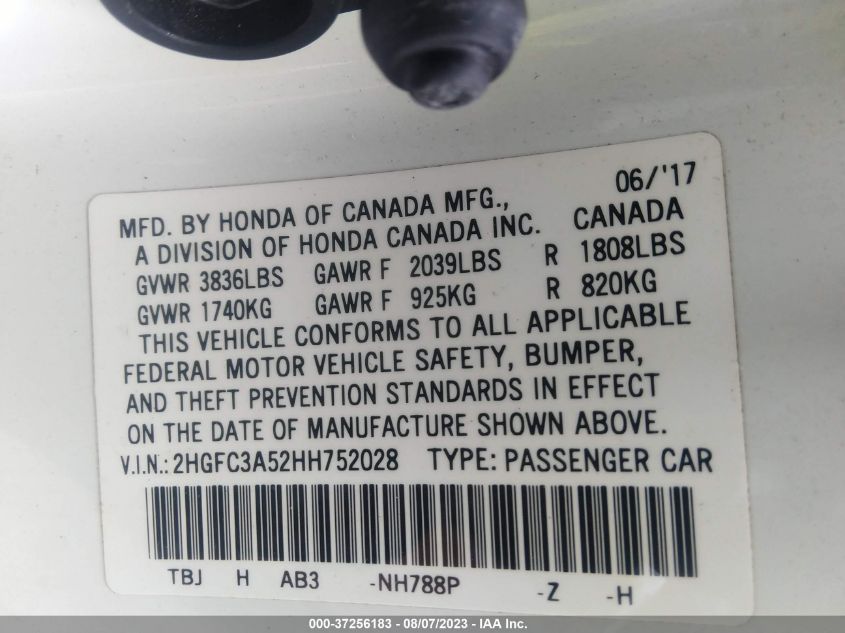 06/'17
MFD. BY HONDA OF CANADA MFG.,
A DIVISION OF HONDA CANADA INC. CANADA
GVWR 3836LBS GAWR F 2039LBS R 1808LBS
GVWR 1740KG GAWR F 925KG R 820KG
THIS VEHICLE CONFORMS TO ALL APPLICABLE
FEDERAL MOTOR VEHICLE SAFETY, BUMPER,
AND THEFT PREVENTION STANDARDS IN EFFECT
ON THE DATE OF MANUFACTURE SHOWN ABOVE.
V.I.N.: 2HGFC3A52HH752028 TYPE: PASSENGER CAR
TBJ H AB3 -NH788P -Z -H
000-37256183 - 08/07/2023 - IAA Inc.